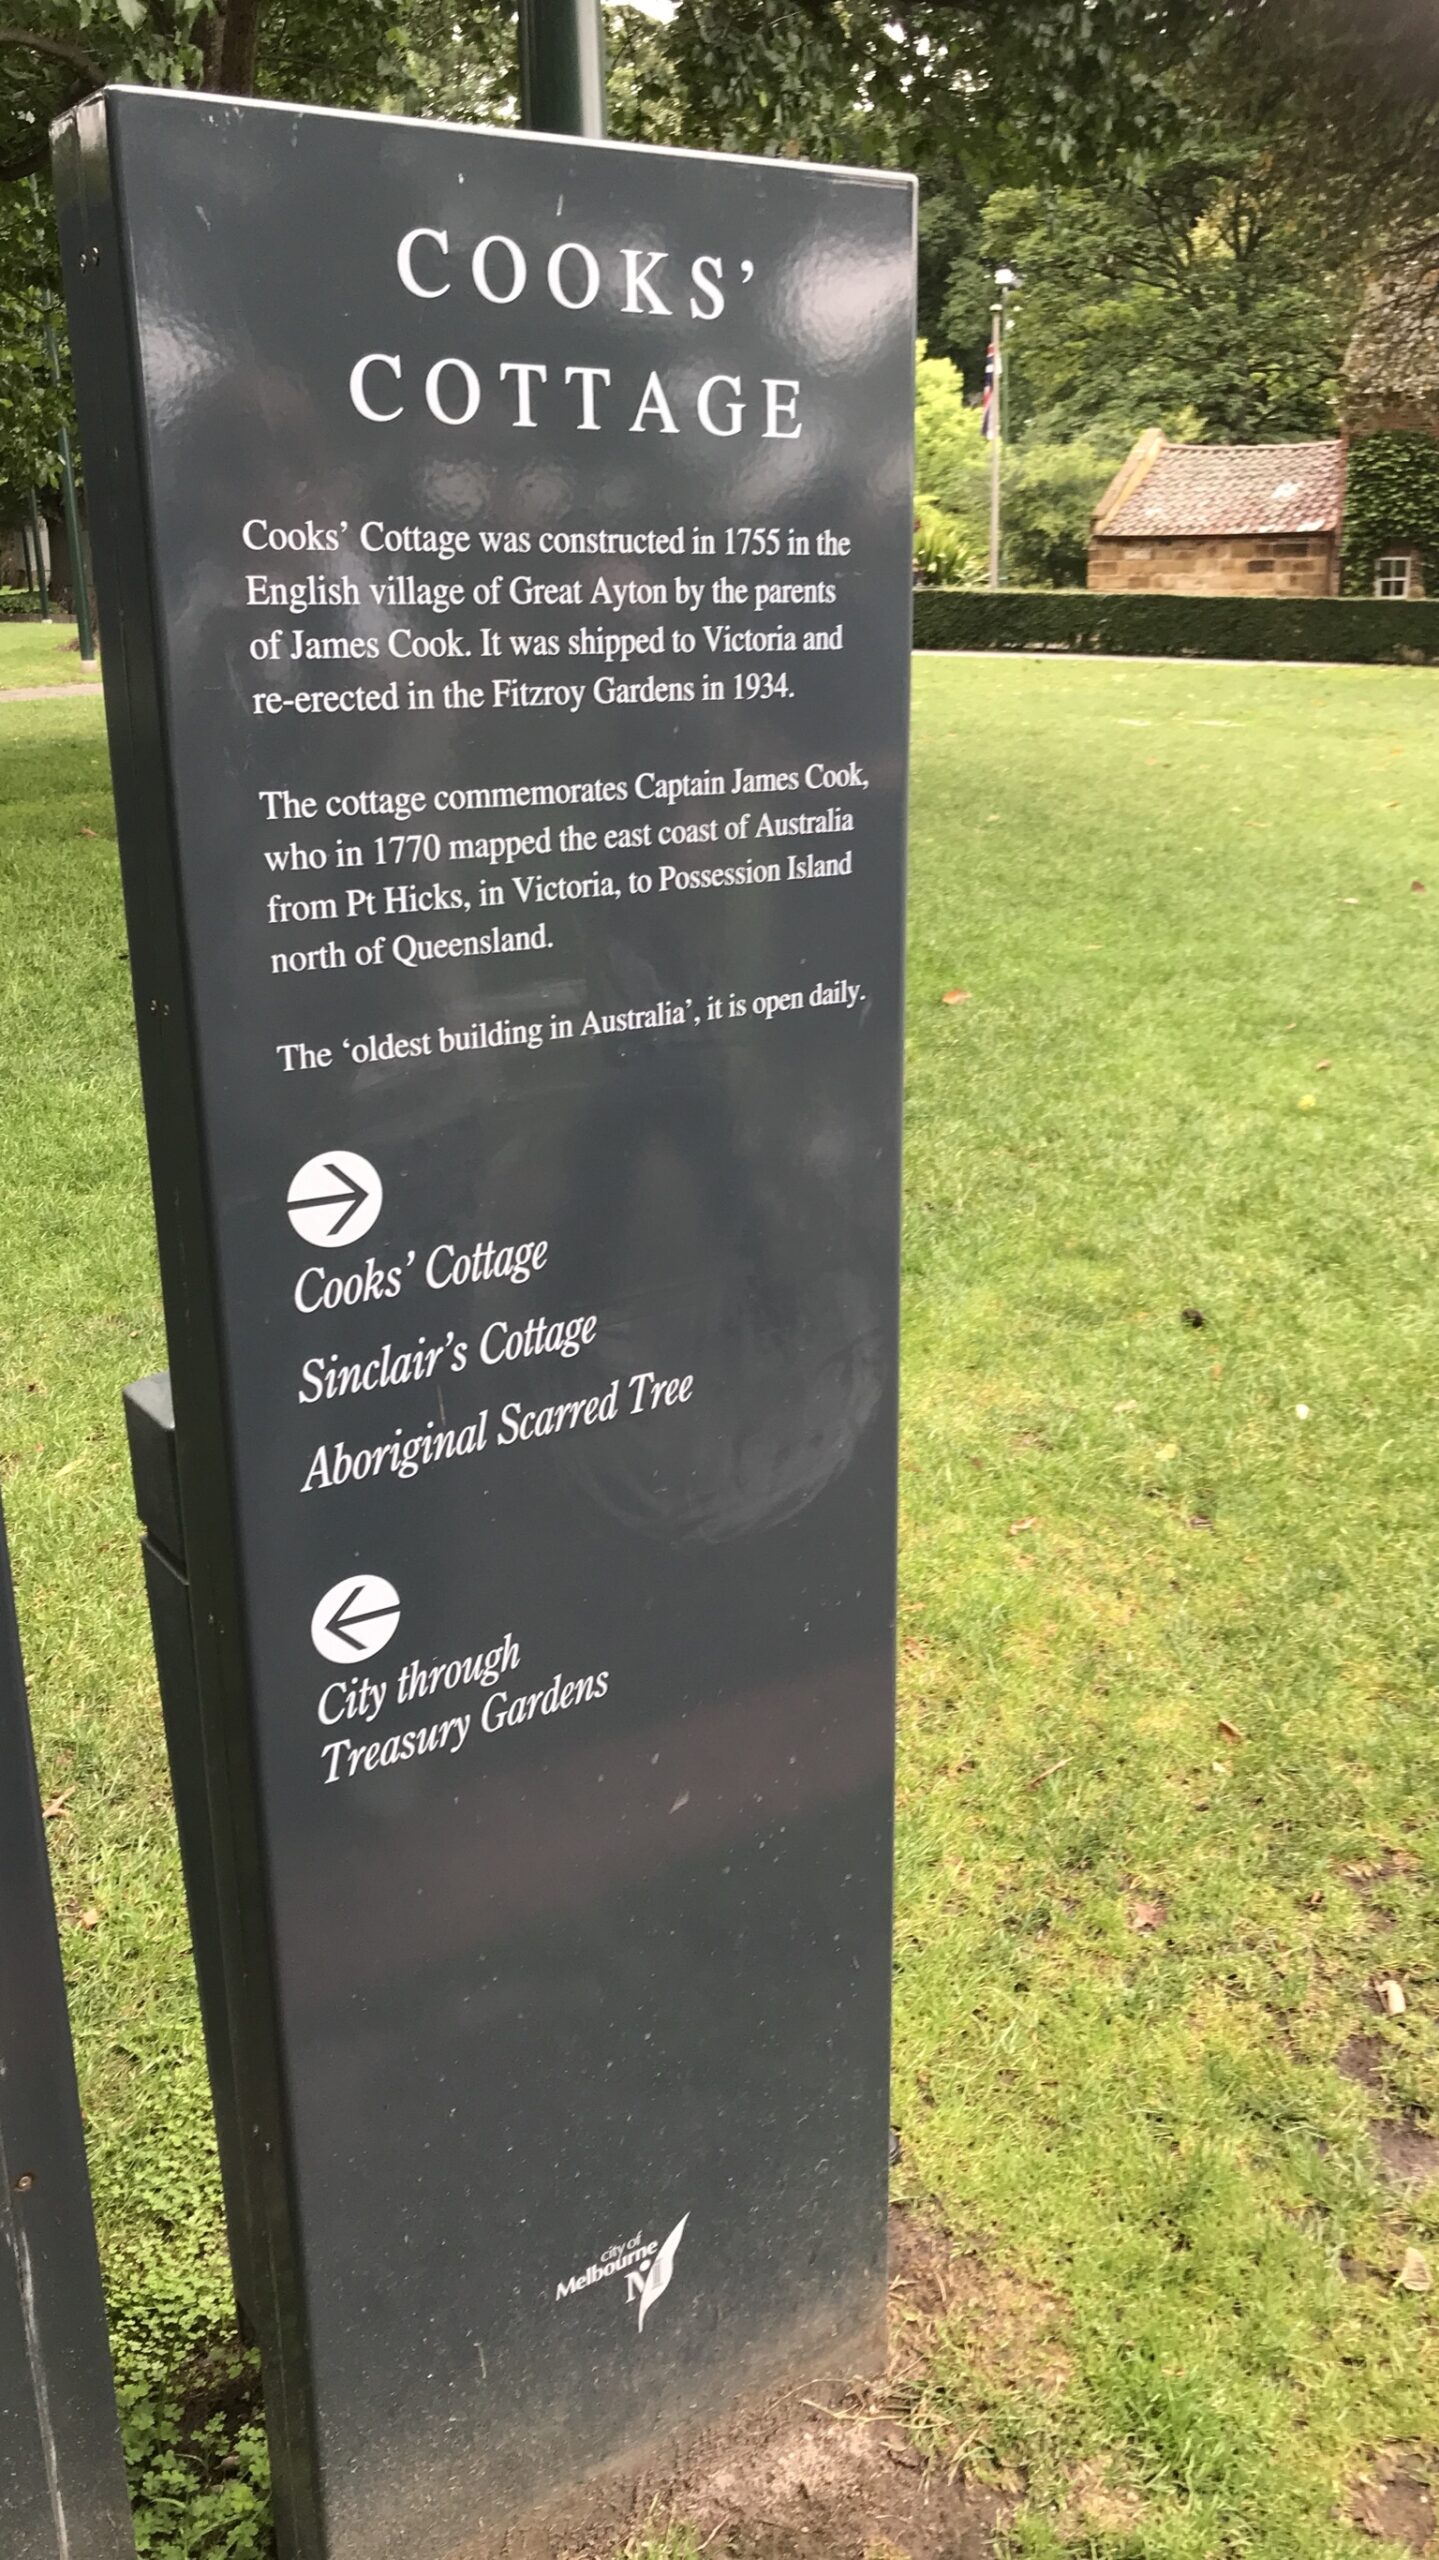 COOKS’
COTTAGE
Cooks’ Cottage was constructed in 1755 in the
English village of Great Ayton by the parents
of James Cook. It was shipped to Victoria and
re-erected in the Fitzroy Gardens in 1934.
The cottage commemorates Captain James Cook,
who in 1770 mapped the east coast of Australia
from Pt Hicks, in Victoria, to Possession Island
north of Queensland.
The ‘oldest building in Australia’, it is open daily.
Cooks’ Cottage
Sinclair’s Cottage
Aboriginal Scarred Tree
City through
Treasury Gardens
city of
Melbourne
M